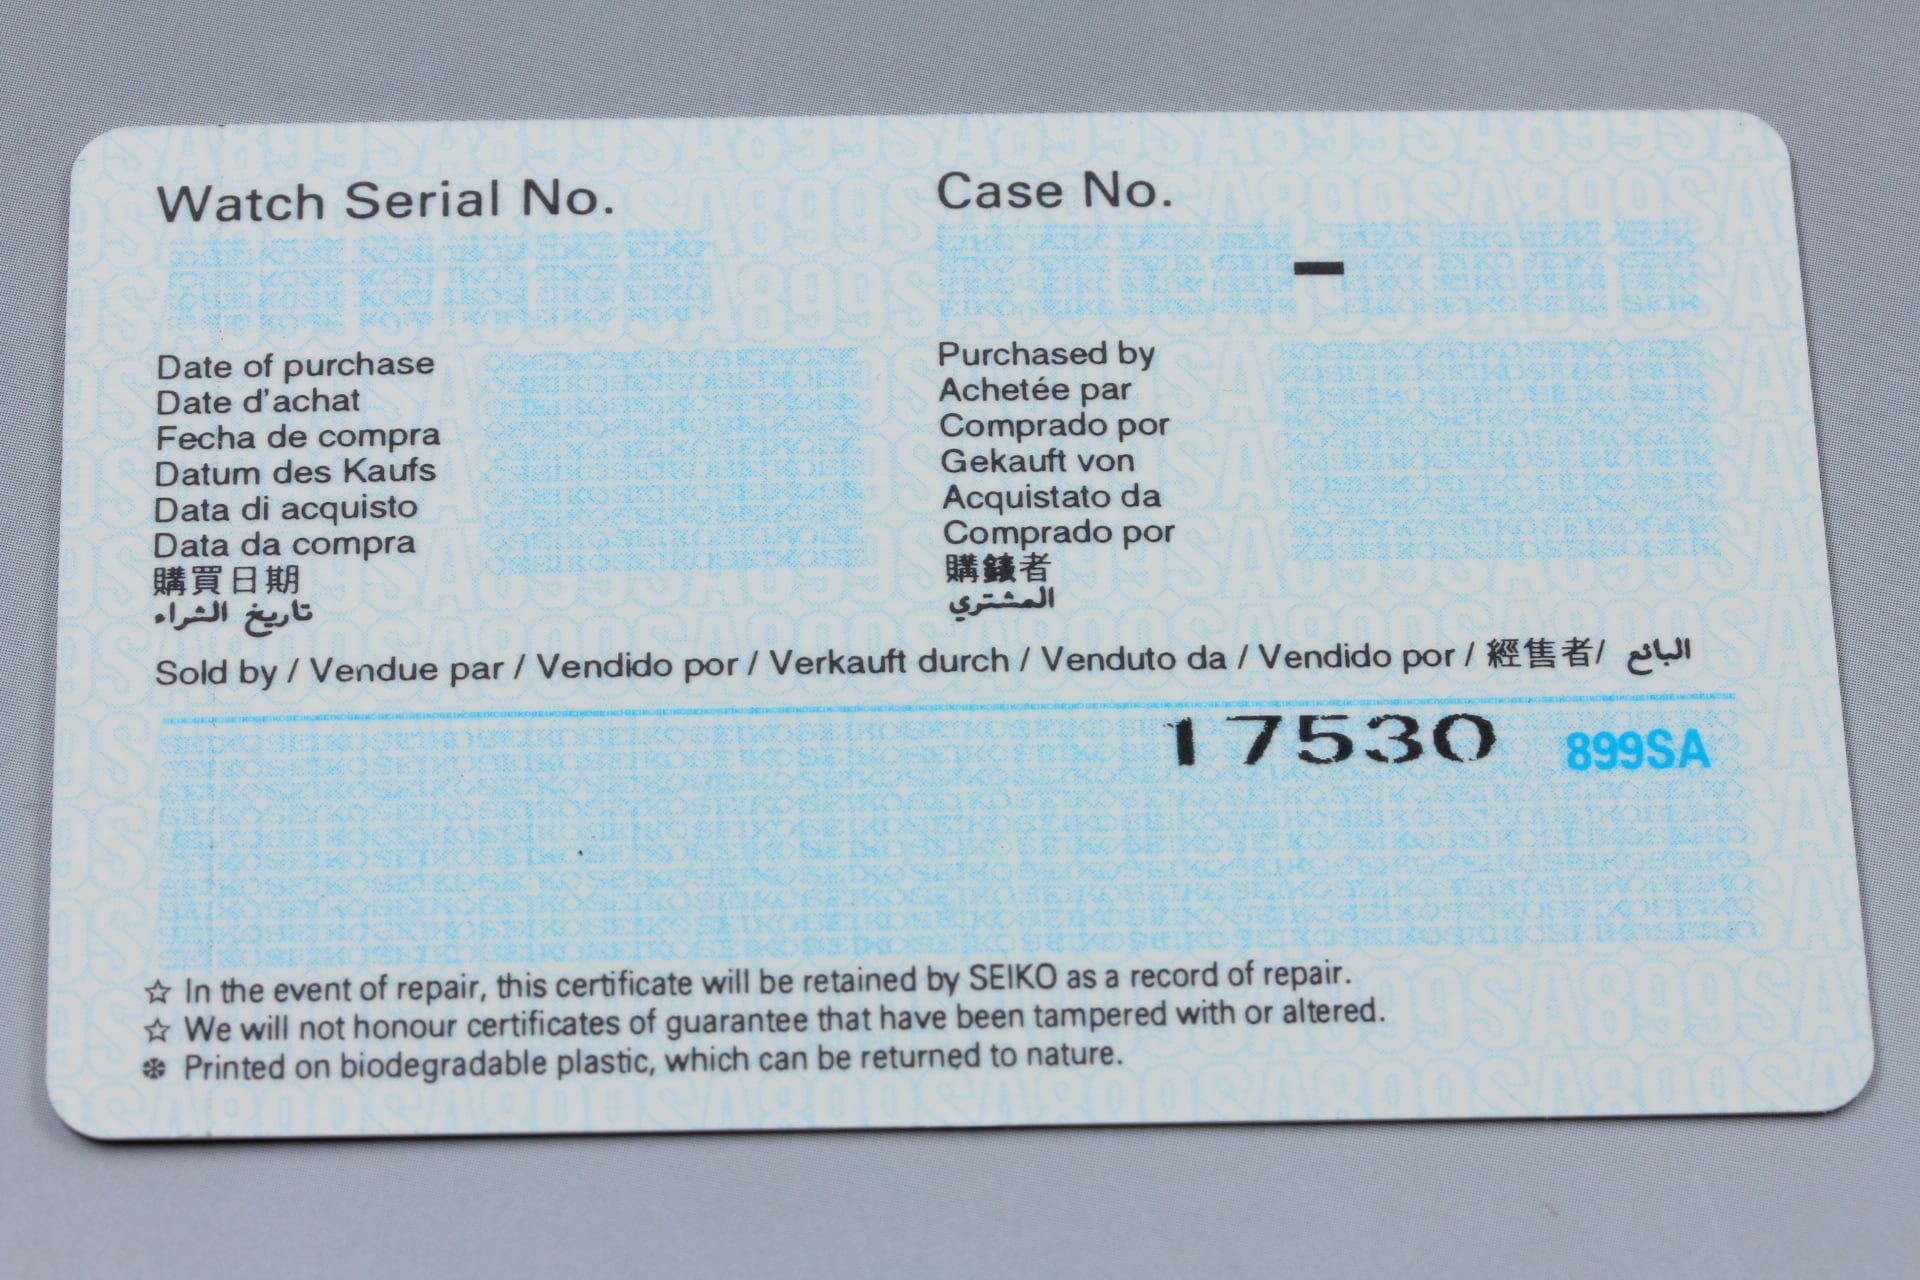 Watch Serial No.
Case No.
–
Date of purchase
Date d'achat
Fecha de compra
Datum des Kaufs
Data di acquisto
Data da compra
購買日期
تاريخ الشراء
Purchased by
Achetée par
Comprado por
Gekauft von
Acquistato da
Comprado por
購 者
المشتري
Sold by / Vendue par / Vendido por / Verkauft durch / Venduto da / Vendido por / 經售者/ البائع
17530 899SA
☆ In the event of repair, this certificate will be retained by SEIKO as a record of repair.
☆ We will not honour certificates of guarantee that have been tampered with or altered.
❄ Printed on biodegradable plastic, which can be returned to nature.